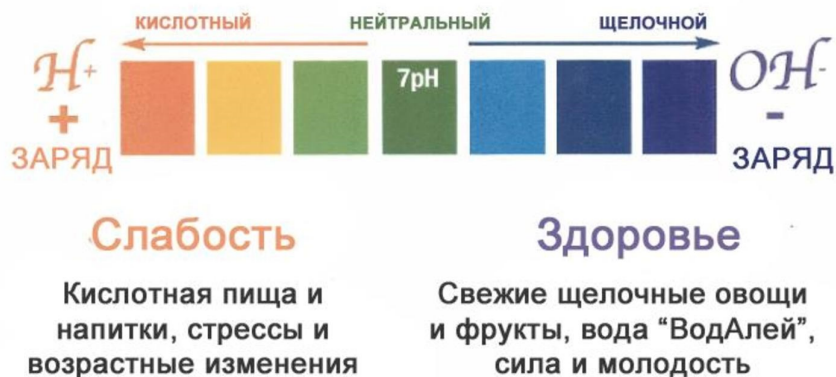 КИСЛОТНЫЙ НЕЙТРАЛЬНЫЙ ЩЕЛОЧНОЙ
H+ 7pH OH-
+ -
ЗАРЯД ЗАРЯД
Слабость
Кислотная пища и
напитки, стрессы и
возрастные изменения
Здоровье
Свежие щелочные овощи
и фрукты, вода “ВодАлей”,
сила и молодость